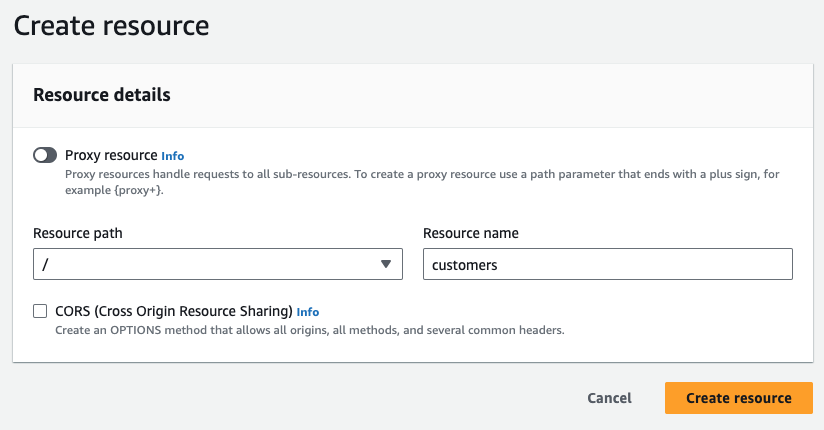 Create resource
Resource details
Proxy resource Info
Proxy resources handle requests to all sub-resources. To create a proxy resource use a path parameter that ends with a plus sign, for
example {proxy+}.
Resource path
Resource name
/
customers
CORS (Cross Origin Resource Sharing) Info
Create an OPTIONS method that allows all origins, all methods, and several common headers.
Cancel
Create resource